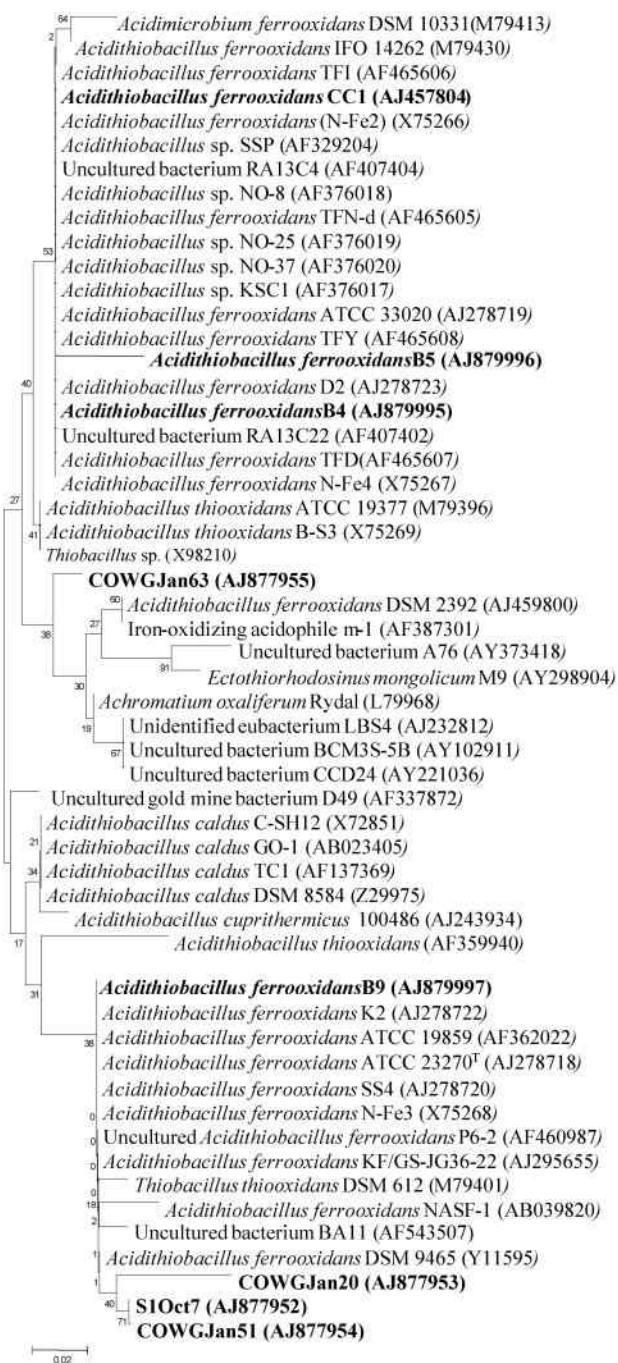 64
Acidimicrobium ferrooxidans DSM 10331(M79413)
2
Acidithiobacillus ferrooxidans IFO 14262 (M79430)
Acidithiobacillus ferrooxidans TFI (AF465606)
Acidithiobacillus ferrooxidans CC1 (AJ457804)
Acidithiobacillus ferrooxidans (N-Fe2) (X75266)
Acidithiobacillus sp. SSP (AF329204)
Uncultured bacterium RA13C4 (AF407404)
Acidithiobacillus sp. NO-8 (AF376018)
Acidithiobacillus ferrooxidans TFN-d (AF465605)
53
Acidithiobacillus sp. NO-25 (AF376019)
Acidithiobacillus sp. NO-37 (AF376020)
Acidithiobacillus sp. KSC1 (AF376017)
Acidithiobacillus ferrooxidans ATCC 33020 (AJ278719)
Acidithiobacillus ferrooxidans TFY (AF465608)
Acidithiobacillus ferrooxidansB5 (AJ879996)
40
Acidithiobacillus ferrooxidans D2 (AJ278723)
Acidithiobacillus ferrooxidansB4 (AJ879995)
Uncultured bacterium RA13C22 (AF407402)
Acidithiobacillus ferrooxidans TFD(AF465607)
Acidithiobacillus ferrooxidans N-Fe4 (X75267)
27
Acidithiobacillus thiooxidans ATCC 19377 (M79396)
41
Acidithiobacillus thiooxidans B-S3 (X75269)
Thiobacillus sp. (X98210)
COWGJan63 (AJ877955)
60
Acidithiobacillus ferrooxidans DSM 2392 (AJ459800)
38
27
Iron-oxidizing acidophile m-1 (AF387301)
Uncultured bacterium A76 (AY373418)
91
Ectothiorhodosinus mongolicum M9 (AY298904)
30
Achromatium oxaliferum Rydal (L79968)
19
Unidentified eubacterium LBS4 (AJ232812)
67
Uncultured bacterium BCM3S-5B (AY102911)
Uncultured bacterium CCD24 (AY221036)
Uncultured gold mine bacterium D49 (AF337872)
Acidithiobacillus caldus C-SH12 (X72851)
21
Acidithiobacillus caldus GO-1 (AB023405)
34
Acidithiobacillus caldus TC1 (AF137369)
Acidithiobacillus caldus DSM 8584 (Z29975)
Acidithiobacillus cuprithermicus 100486 (AJ243934)
17
Acidithiobacillus thiooxidans (AF359940)
31
Acidithiobacillus ferrooxidansB9 (AJ879997)
Acidithiobacillus ferrooxidans K2 (AJ278722)
38
Acidithiobacillus ferrooxidans ATCC 19859 (AF362022)
Acidithiobacillus ferrooxidans ATCC 23270ᵀ (AJ278718)
Acidithiobacillus ferrooxidans SS4 (AJ278720)
0
Acidithiobacillus ferrooxidans N-Fe3 (X75268)
0
Uncultured Acidithiobacillus ferrooxidans P6-2 (AF460987)
0
Acidithiobacillus ferrooxidans KF/GS-JG36-22 (AJ295655)
0
Thiobacillus thiooxidans DSM 612 (M79401)
18
Acidithiobacillus ferrooxidans NASF-1 (AB039820)
2
Uncultured bacterium BA11 (AF543507)
1
Acidithiobacillus ferrooxidans DSM 9465 (Y11595)
1
COWGJan20 (AJ877953)
40
S1Oct7 (AJ877952)
71
COWGJan51 (AJ877954)
0.02